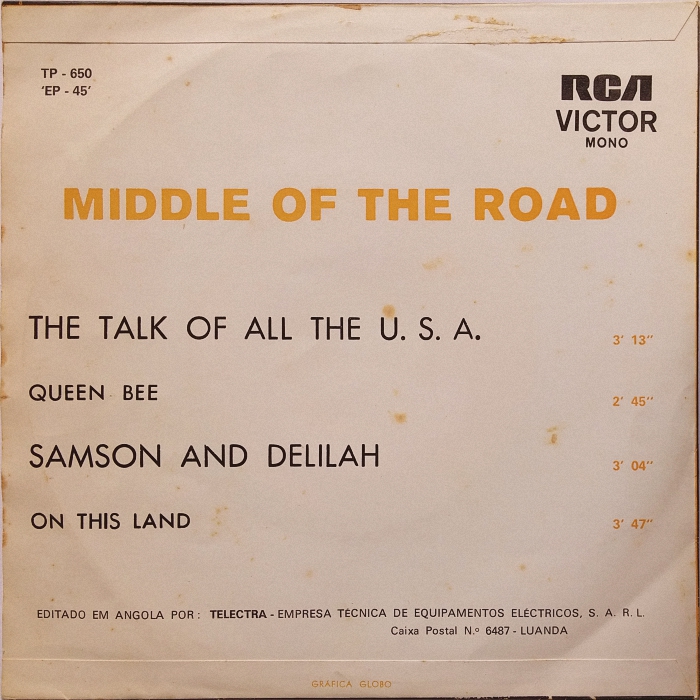 TP - 650
'EP - 45'
RCA
VICTOR
MONO
MIDDLE OF THE ROAD
THE TALK OF ALL THE U. S. A. 3' 13''
QUEEN BEE 2' 45''
SAMSON AND DELILAH 3' 04''
ON THIS LAND 3' 47''
EDITADO EM ANGOLA POR : TELECTRA - EMPRESA TÉCNICA DE EQUIPAMENTOS ELÉCTRICOS, S. A. R. L.
Caixa Postal N.º 6487 - LUANDA
GRÁFICA GLOBO